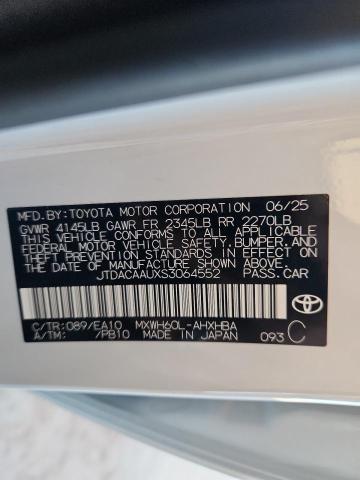 MFD.BY:TOYOTA MOTOR CORPORATION 06/25
GVWR 4145LB GAWR FR 2345LB RR 2270LB
THIS VEHICLE CONFORMS TO ALL APPLICABLE
FEDERAL MOTOR VEHICLE SAFETY,BUMPER,AND
THEFT PREVENTION STANDARDS IN EFFECT ON
THE DATE OF MANUFACTURE SHOWN ABOVE.
JTDACAAUXS3064552 PASS.CAR
C/TR:089/EA10 MXWH60L-AHXHBA
A/TM: /PB10 MADE IN JAPAN 093 C